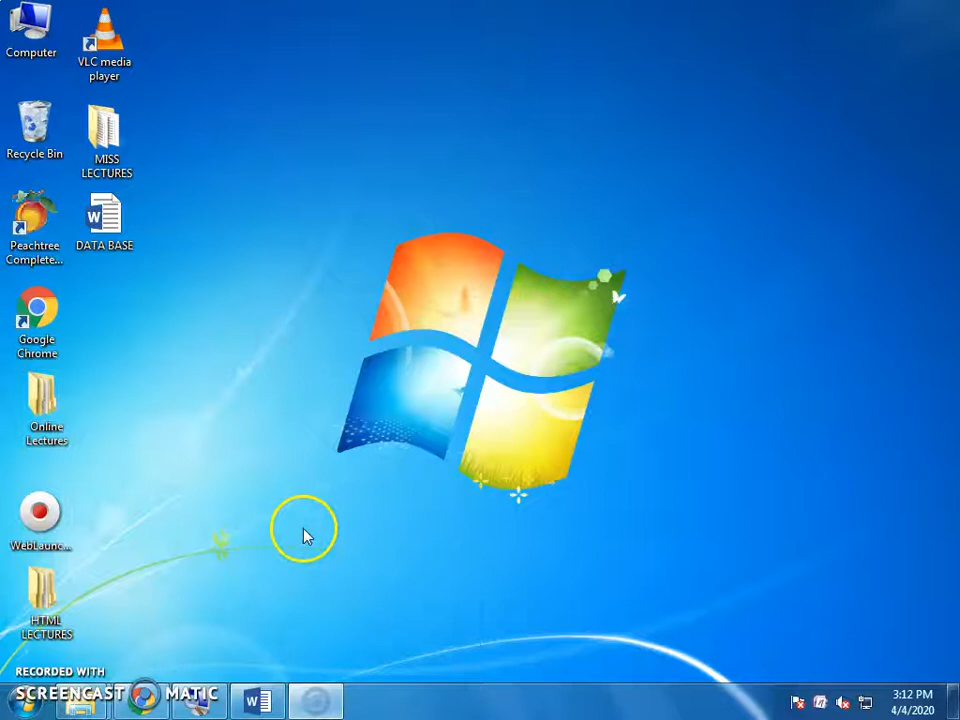 Computer
VLC media
player
Recycle Bin
MISS
LECTURES
Peachtree
Complete...
DATA BASE
Google
Chrome
Online
Lectures
WebLaunc...
HTML
LECTURES
RECORDED WITH
SCREENCAST MATIC
3:12 PM
4/4/2020